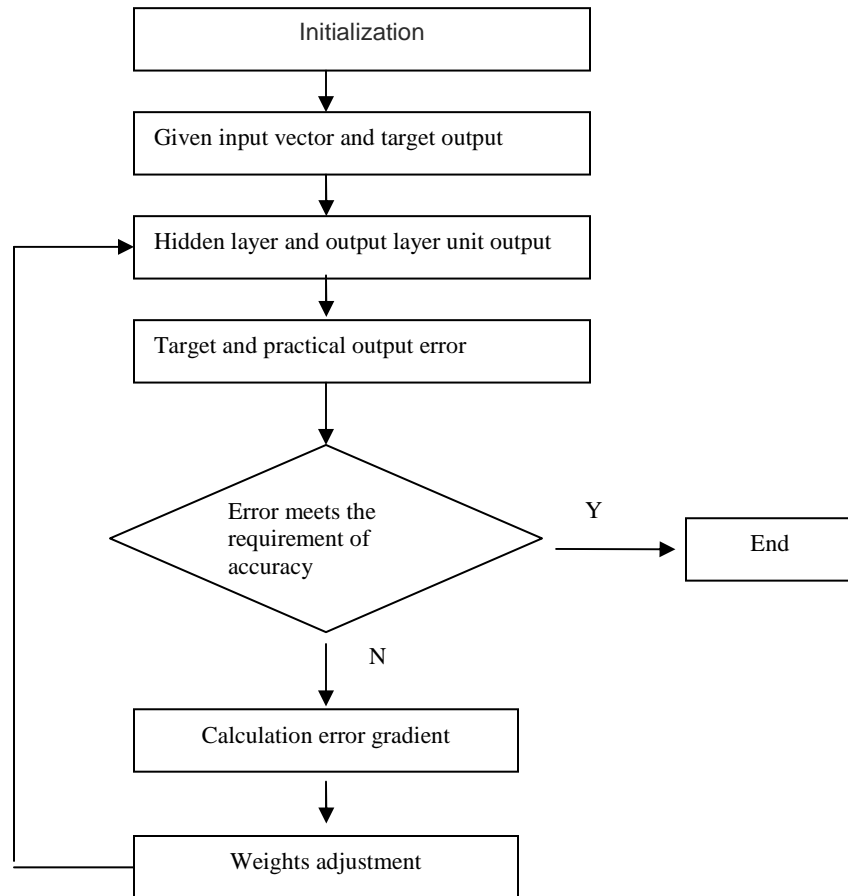 Initialization
Given input vector and target output
Hidden layer and output layer unit output
Target and practical output error
Error meets the
requirement of
accuracy
Y
End
N
Calculation error gradient
Weights adjustment